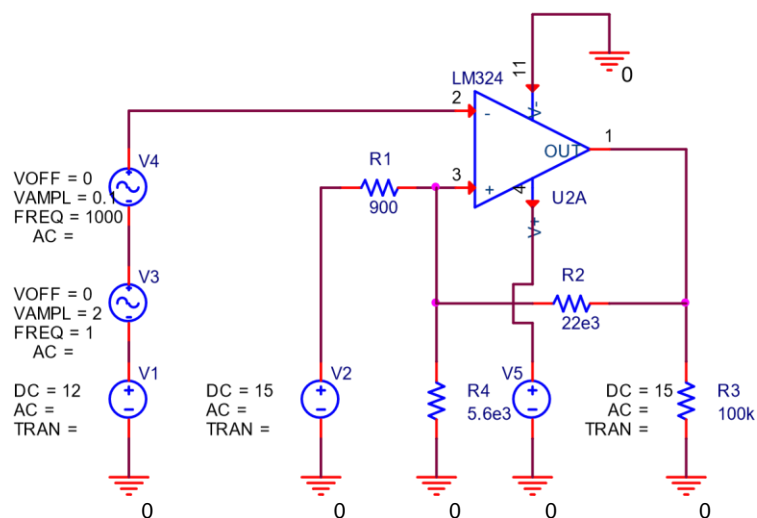 LM324
11
V-
0
2
-
1
OUT
3
+
4
V+
U2A
V4
VOFF = 0
VAMPL = 0.1
FREQ = 1000
AC =
R1
900
V3
VOFF = 0
VAMPL = 2
FREQ = 1
AC =
R2
22e3
V1
DC = 12
AC =
TRAN =
V2
DC = 15
AC =
TRAN =
R4
5.6e3
V5
DC = 15
AC =
TRAN =
R3
100k
0
0
0
0
0